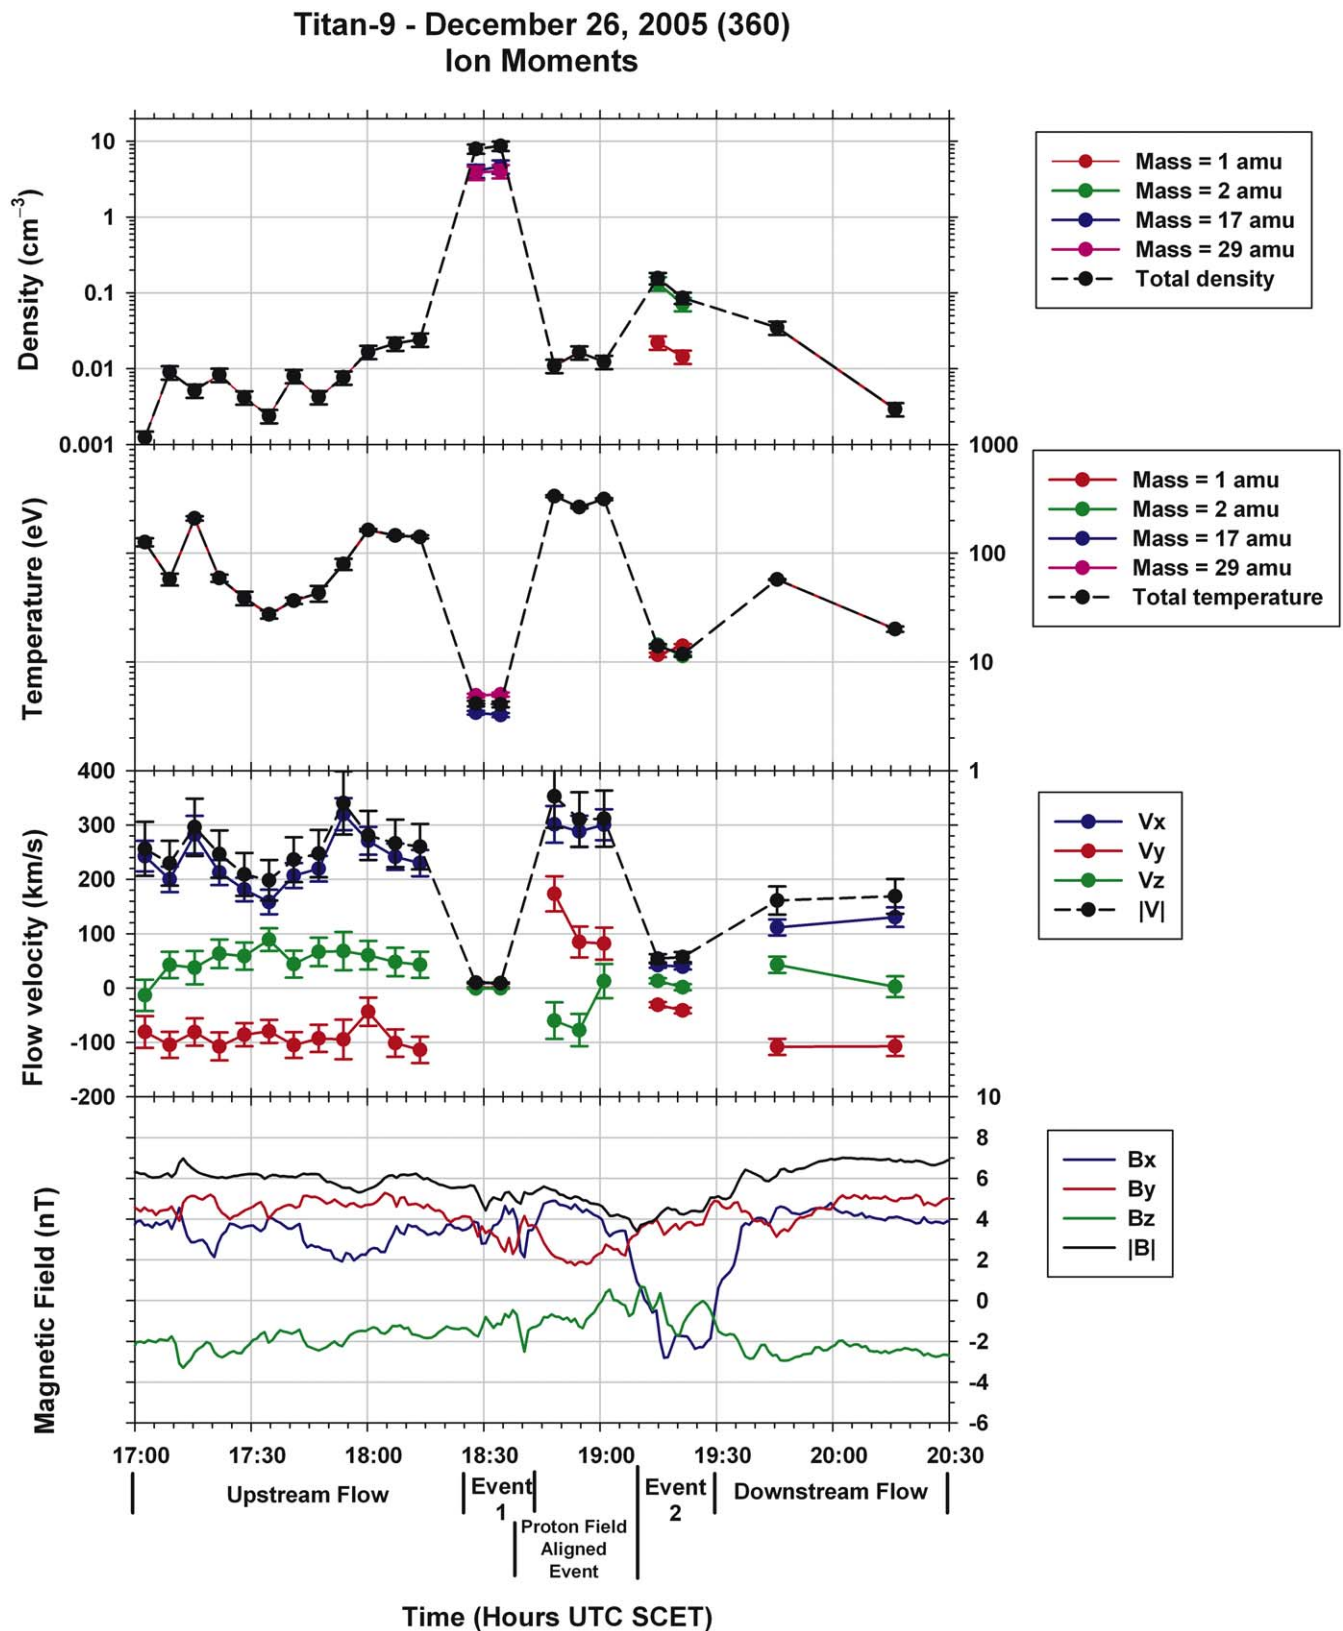 Titan-9 - December 26, 2005 (360)
Ion Moments
Density (cm⁻³)
10
1
0.1
0.01
0.001
Mass = 1 amu
Mass = 2 amu
Mass = 17 amu
Mass = 29 amu
Total density
Temperature (eV)
1000
100
10
1
Mass = 1 amu
Mass = 2 amu
Mass = 17 amu
Mass = 29 amu
Total temperature
Flow velocity (km/s)
400
300
200
100
0
-100
-200
Vx
Vy
Vz
|V|
Magnetic Field (nT)
10
8
6
4
2
0
-2
-4
-6
Bx
By
Bz
|B|
17:00 17:30 18:00 18:30 19:00 19:30 20:00 20:30
Upstream Flow
Event
1
Proton Field
Aligned
Event
Event
2
Downstream Flow
Time (Hours UTC SCET)